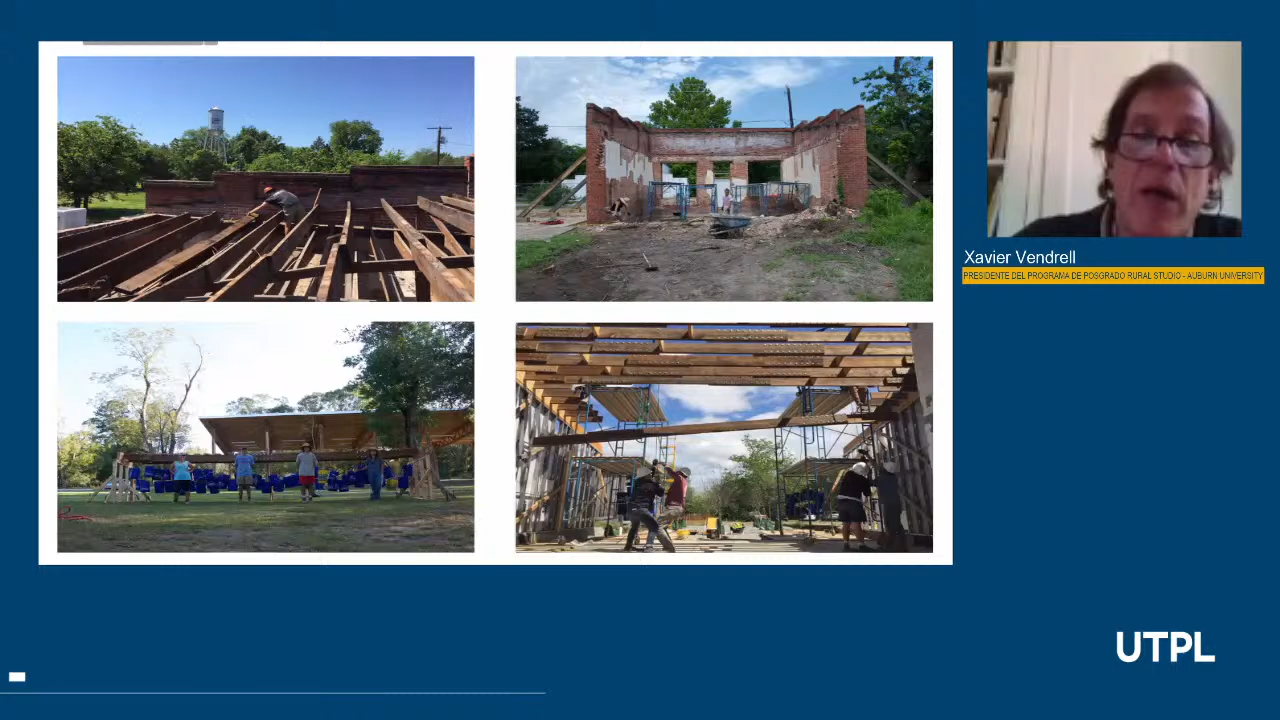 Xavier Vendrell
PRESIDENTE DEL PROGRAMA DE POSGRADO RURAL STUDIO - AUBURN UNIVERSITY
UTPL